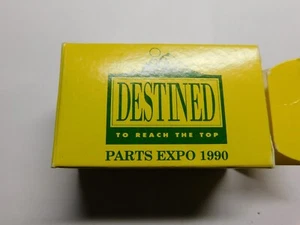 DESTINED
TO REACH THE TOP
PARTS EXPO 1990